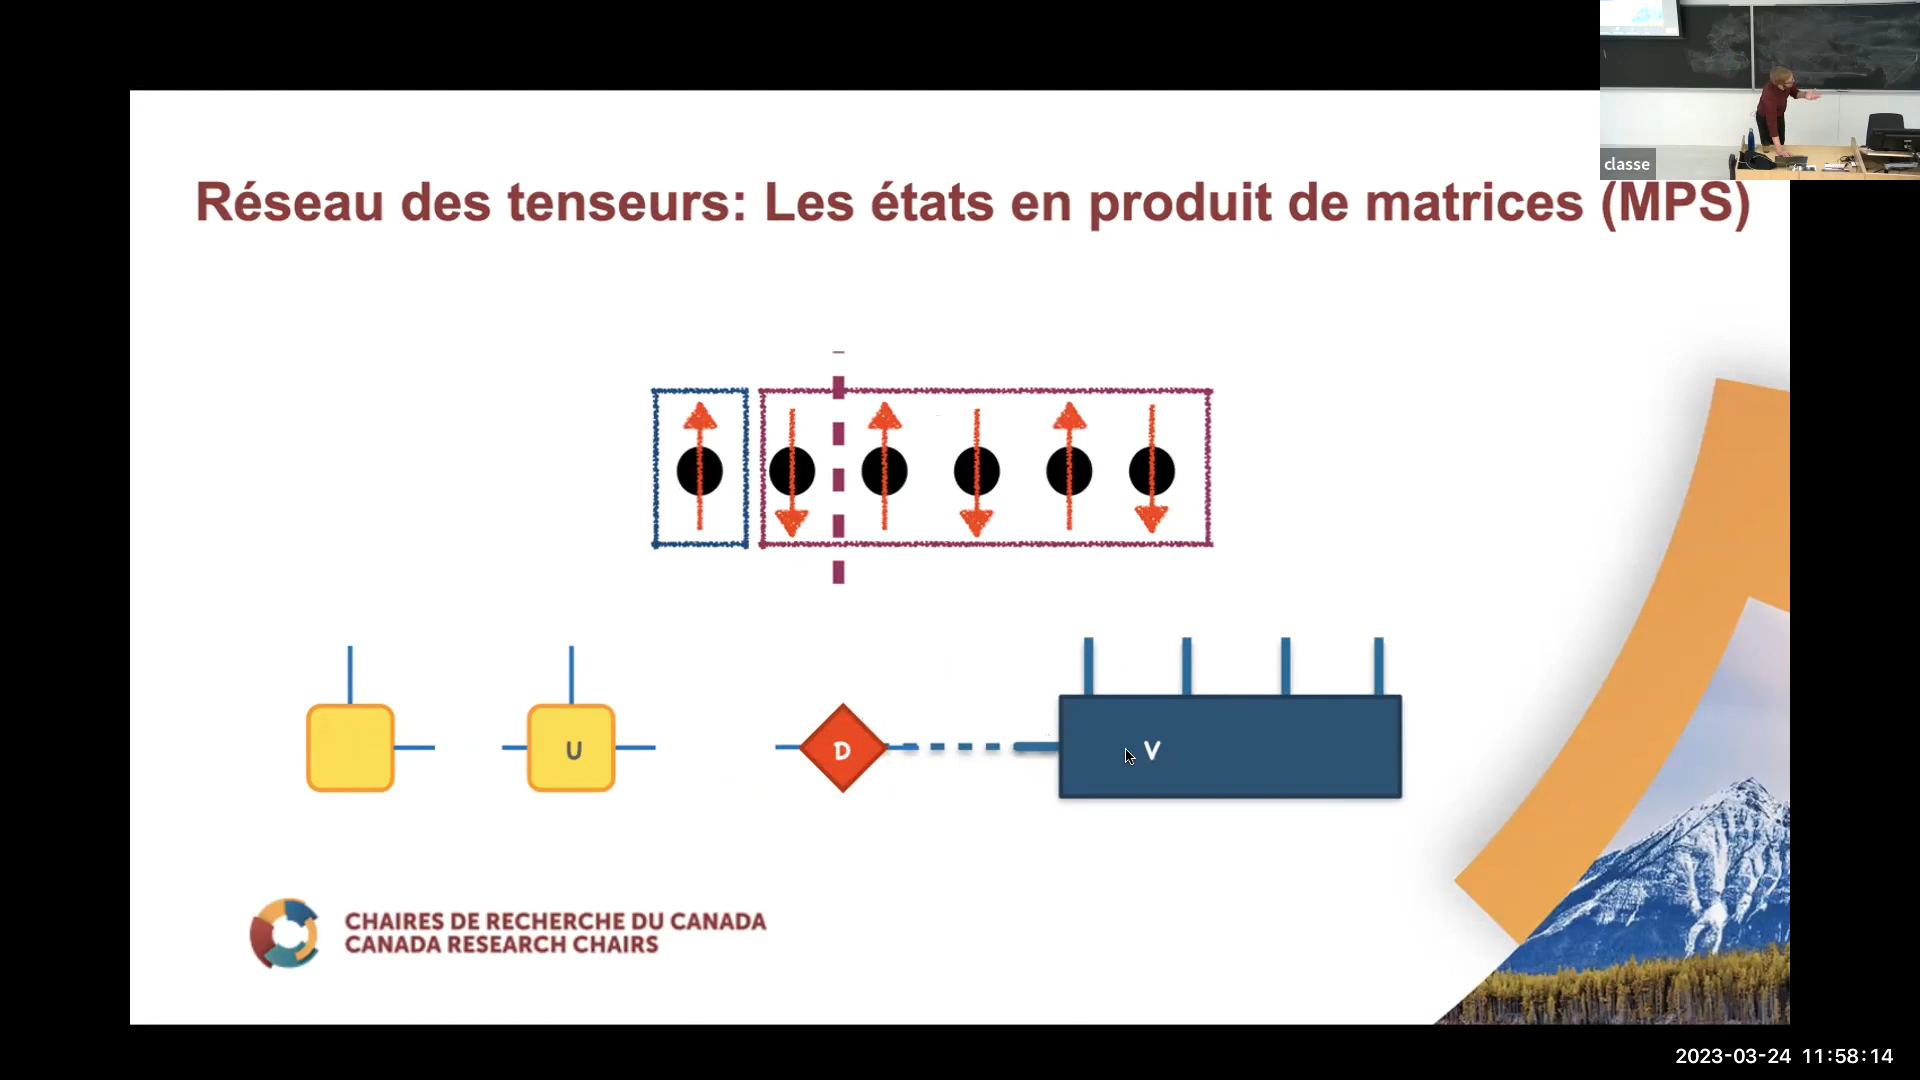 classe
Réseau des tenseurs: Les états en produit de matrices (MPS)
U
D
V
CHAIRES DE RECHERCHE DU CANADA
CANADA RESEARCH CHAIRS
2023-03-24 11:58:14